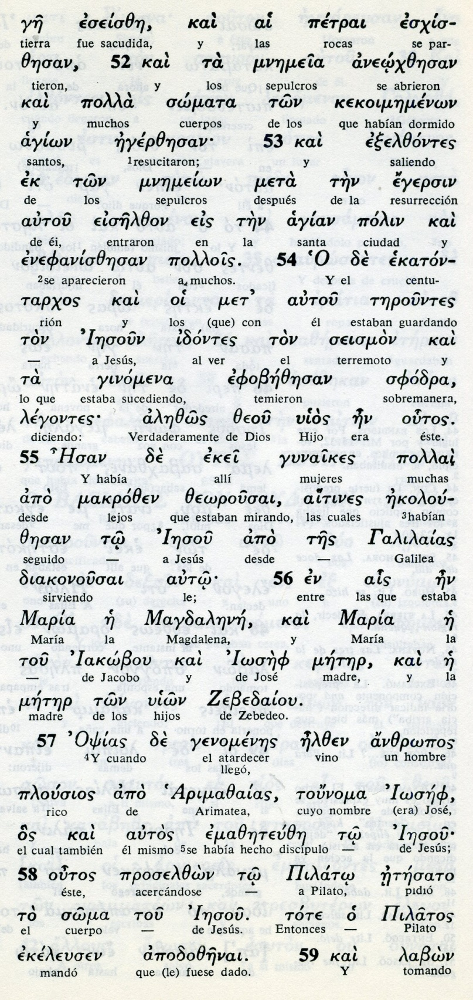 γῆ ἐσείσθη, καὶ αἱ πέτραι ἐσχίσ-
tierra fue sacudida, y las rocas se par-
θησαν, 52 καὶ τὰ μνημεῖα ἀνεῴχθησαν
tieron, y los sepulcros se abrieron
καὶ πολλὰ σώματα τῶν κεκοιμημένων
y muchos cuerpos de los que habían dormido
ἁγίων ἠγέρθησαν· 53 καὶ ἐξελθόντες
santos, 1resucitaron; y saliendo
ἐκ τῶν μνημείων μετὰ τὴν ἔγερσιν
de los sepulcros después de la resurrección
αὐτοῦ εἰσῆλθον εἰς τὴν ἁγίαν πόλιν καὶ
de éi, entraron en la santa ciudad y
ἐνεφανίσθησαν πολλοῖς. 54 Ὁ δὲ ἑκατόν-
2se aparecieron a muchos. Y el centu-
ταρχος καὶ οἱ μετ’ αὐτοῦ τηροῦντες
rión y los (que) con él estaban guardando
τὸν Ἰησοῦν ἰδόντες τὸν σεισμὸν καὶ
— a Jesús, al ver el terremoto y
τὰ γινόμενα ἐφοβήθησαν σφόδρα,
lo que estaba sucediendo, temieron sobremanera,
λέγοντες· ἀληθῶς θεοῦ υἱὸς ἦν οὗτος.
diciendo: Verdaderamente de Dios Hijo era éste.
55 Ἦσαν δὲ ἐκεῖ γυναῖκες πολλαὶ
Y había allí mujeres muchas
ἀπὸ μακρόθεν θεωροῦσαι, αἵτινες ἠκολού-
desde lejos que estaban mirando, las cuales 3habían
θησαν τῷ Ἰησοῦ ἀπὸ τῆς Γαλιλαίας
seguido — a Jesús desde — Galilea
διακονοῦσαι αὐτῷ· 56 ἐν αἷς ἦν
sirviendo le; entre las que estaba
Μαρία ἡ Μαγδαληνή, καὶ Μαρία ἡ
María la Magdalena, y María la
τοῦ Ἰακώβου καὶ Ἰωσὴφ μήτηρ, καὶ ἡ
— de Jacobo y de José madre, y la
μήτηρ τῶν υἱῶν Ζεβεδαίου.
madre de los hijos de Zebedeo.
57 Ὀψίας δὲ γενομένης ἦλθεν ἄνθρωπος
4Y cuando el atardecer vino un hombre
llegó,
πλούσιος ἀπὸ Ἁριμαθαίας, τοὔνομα Ἰωσήφ,
rico de Arimatea, cuyo nombre (era) José,
ὃς καὶ αὐτὸς ἐμαθητεύθη τῷ Ἰησοῦ·
el cual también él mismo 5se había hecho discípulo de Jesús;
58 οὗτος προσελθὼν τῷ Πιλάτῳ ᾐτήσατο
éste, acercándose a Pilato, pidió
τὸ σῶμα τοῦ Ἰησοῦ. τότε ὁ Πιλᾶτος
el cuerpo — de Jesús. Entonces — Pilato
ἐκέλευσεν ἀποδοθῆναι. 59 καὶ λαβὼν
mandó que (le) fuese dado. Y tomando